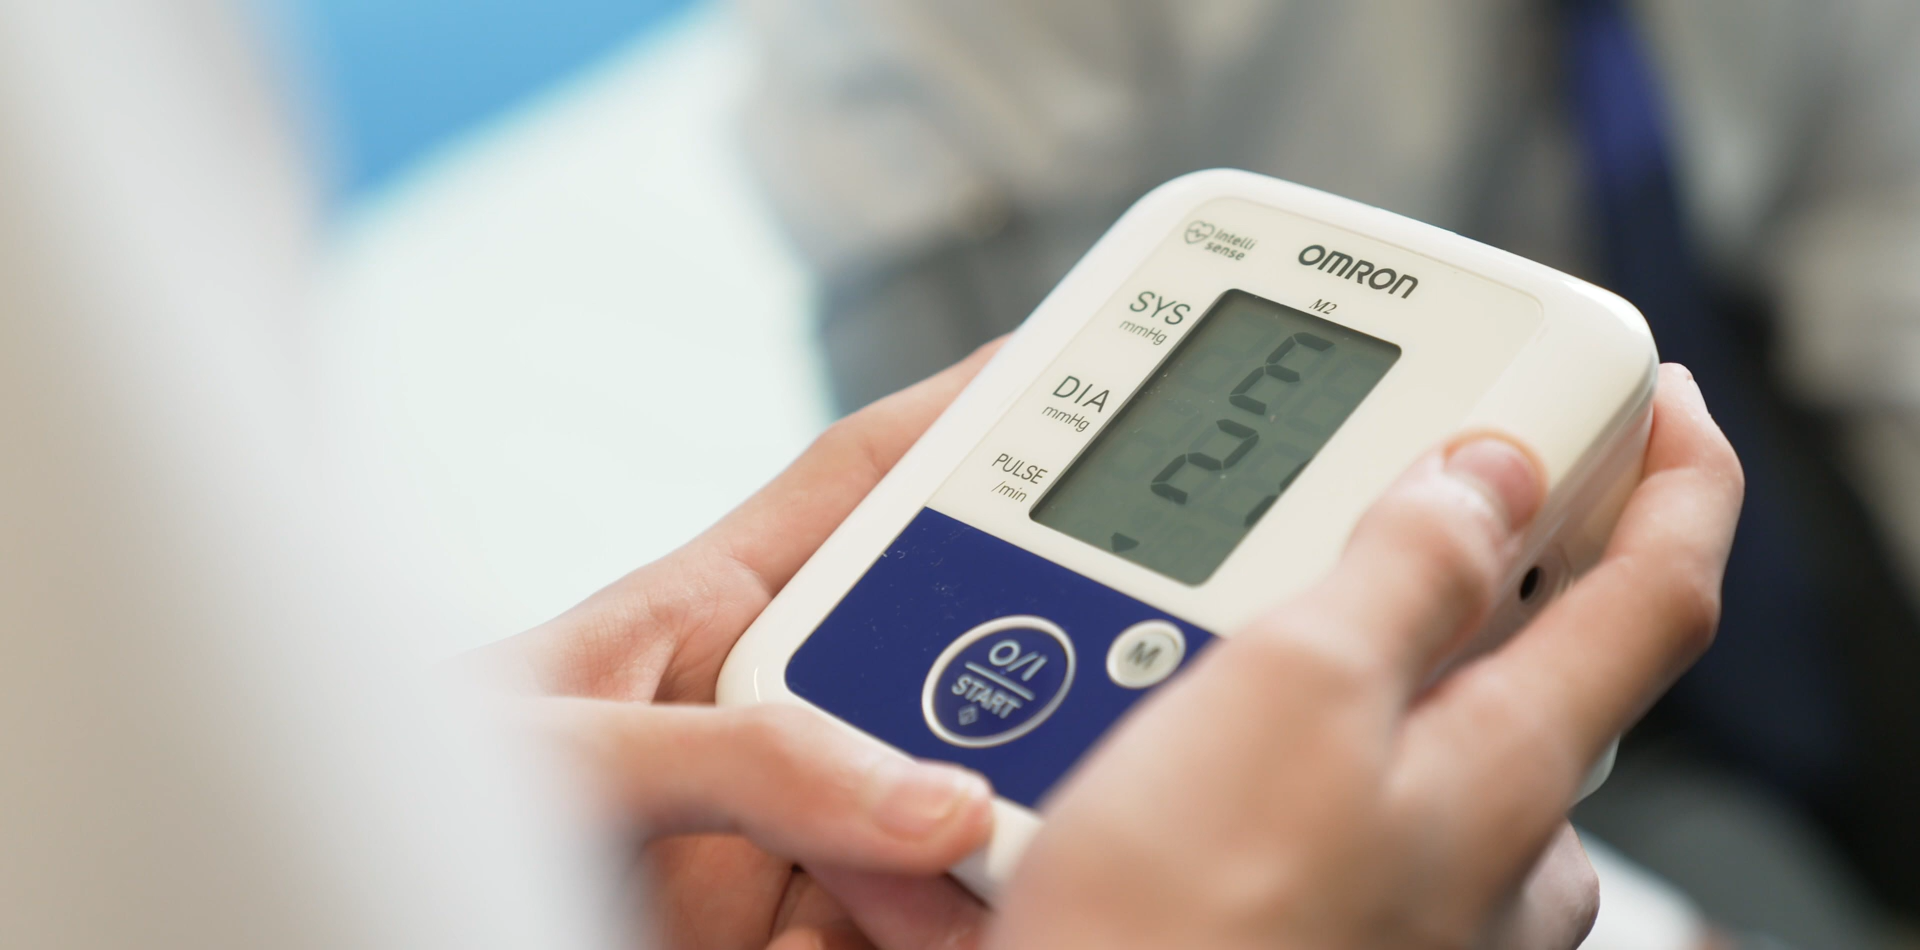 intelli
sense
OMRON
M2
SYS
mmHg
DIA
mmHg
PULSE
/min
E
2
O/I
START
M